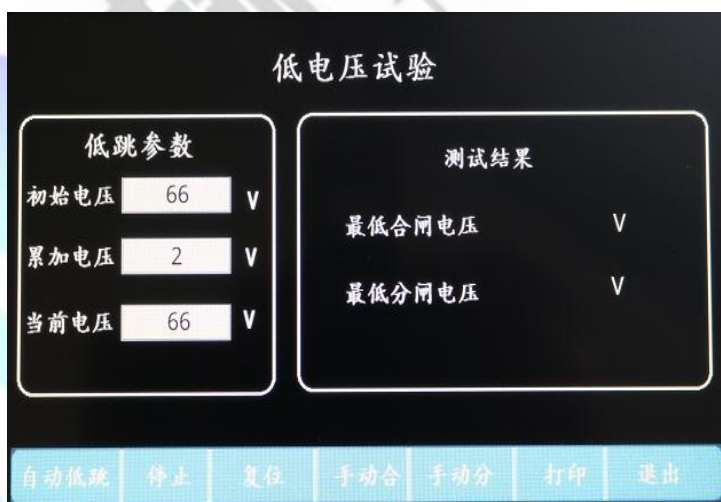 低电压试验
低跳参数
初始电压 66 V
累加电压 2 V
当前电压 66 V
测试结果
最低合闸电压 V
最低分闸电压 V
自动低跳 停止 复位 手动合 手动分 打印 退出